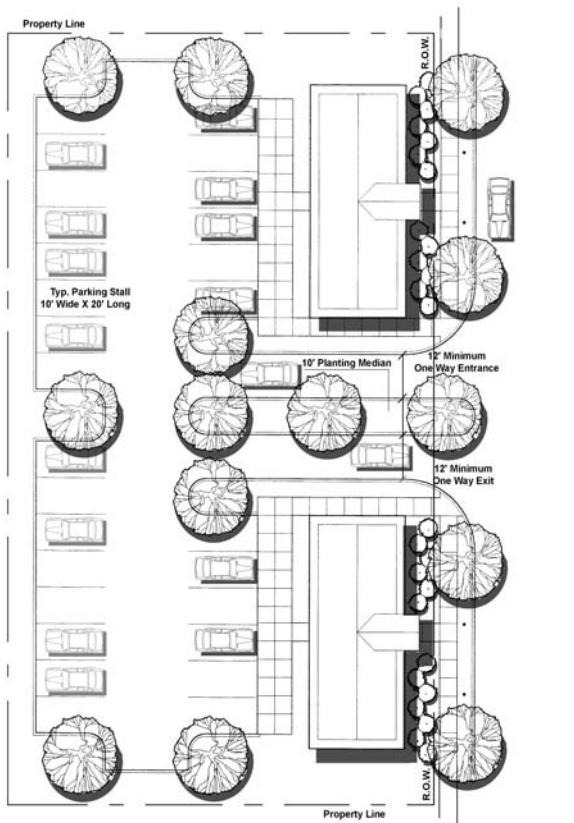 Property Line
R.O.W.
Typ. Parking Stall
10' Wide X 20' Long
10' Planting Median
12' Minimum
One Way Entrance
12' Minimum
One Way Exit
R.O.W.
Property Line